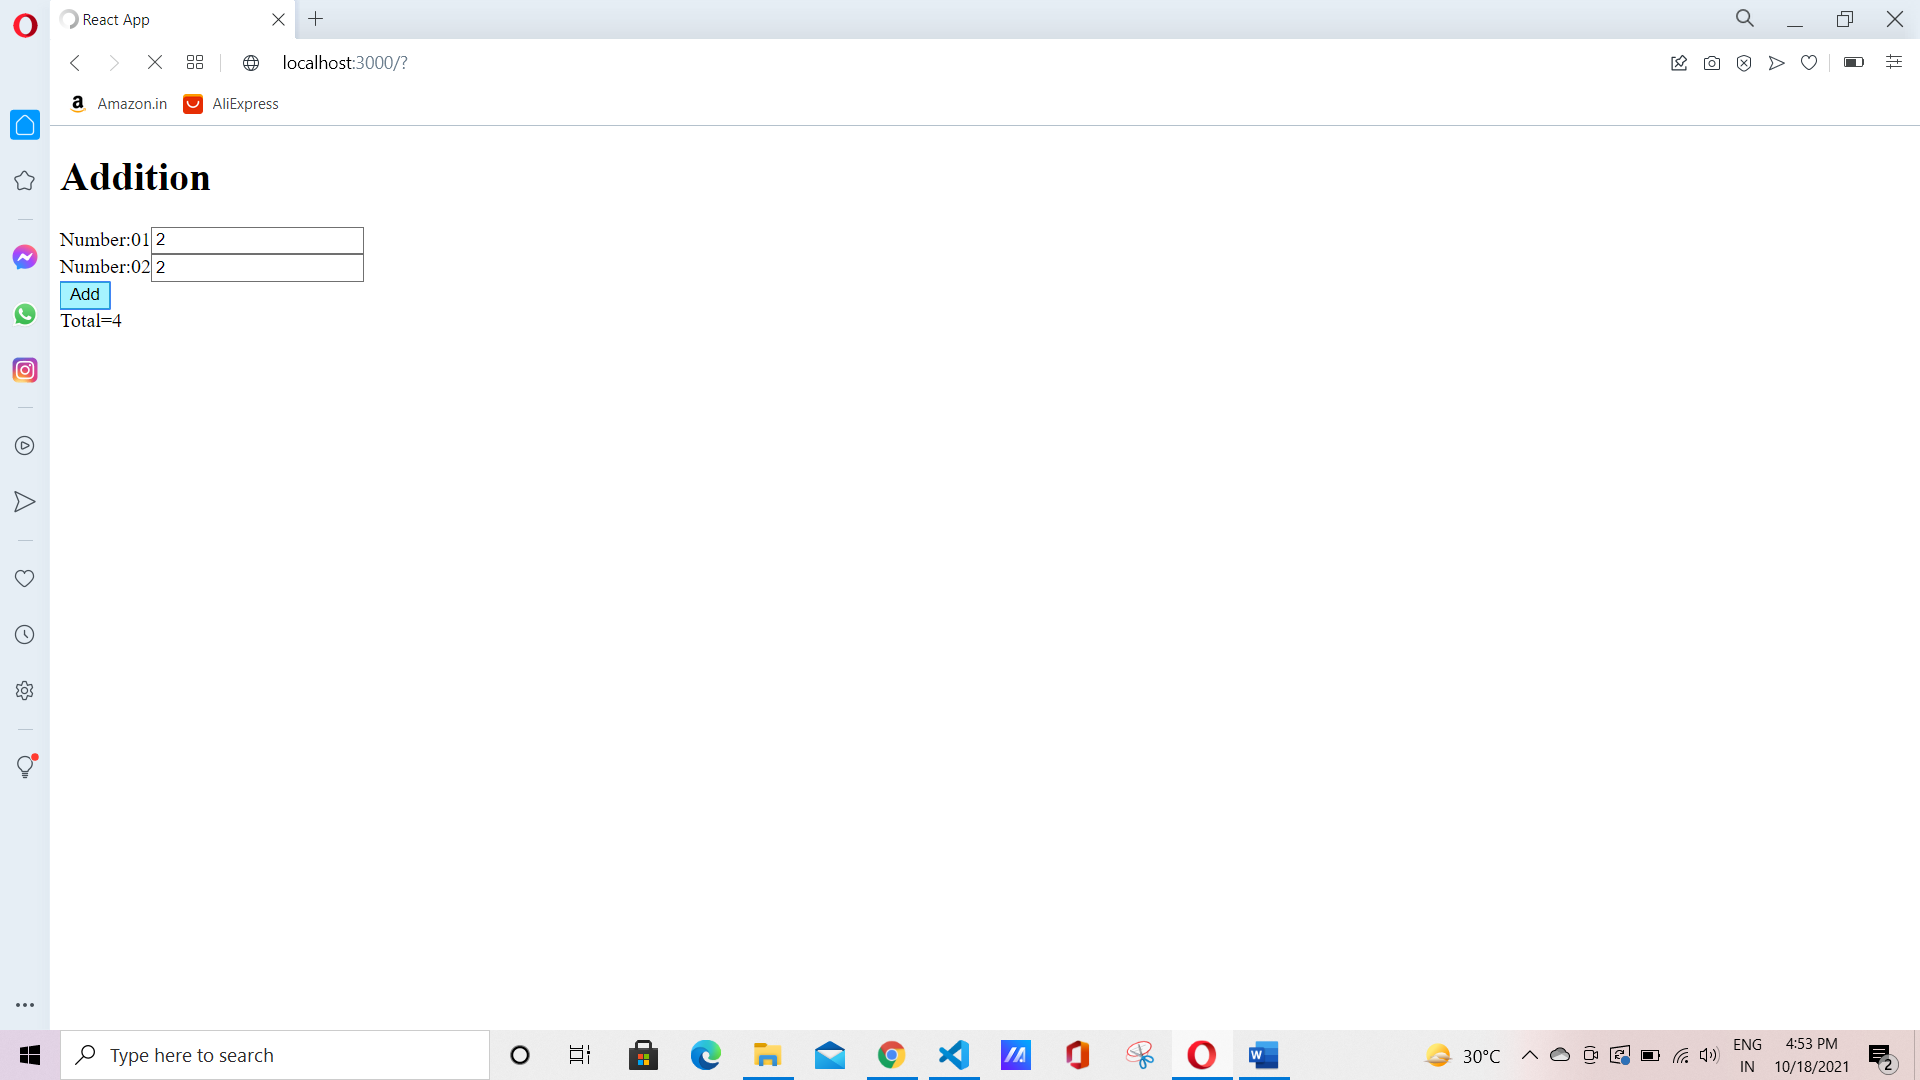 React App
localhost:3000/?
Amazon.in AliExpress
Addition
Number:01 2
Number:02 2
Add
Total=4
Type here to search
30°C
ENG
IN
4:53 PM
10/18/2021
2